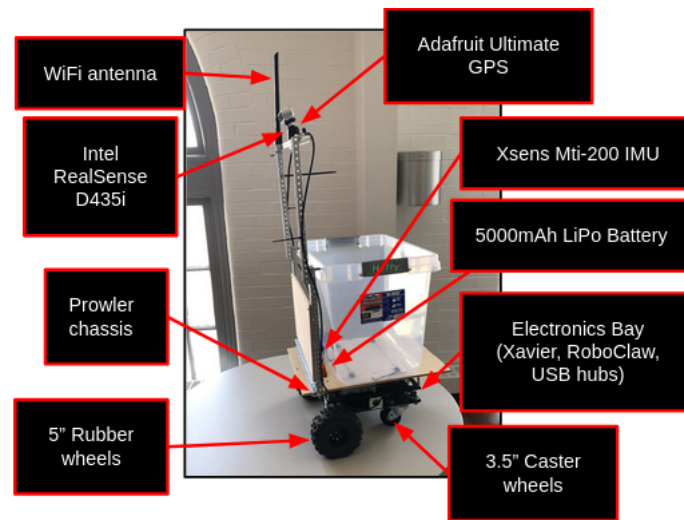 WiFi antenna
Adafruit Ultimate
GPS
Intel
RealSense
D435i
Xsens Mti-200 IMU
5000mAh LiPo Battery
Hefty
Prowler
chassis
Electronics Bay
(Xavier, RoboClaw,
USB hubs)
5” Rubber
wheels
3.5” Caster
wheels